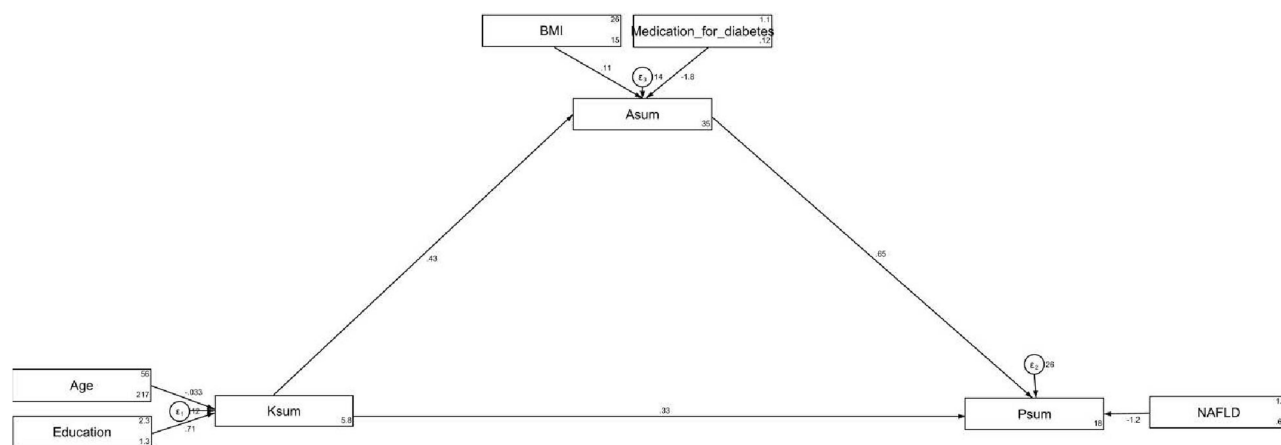 26
BMI
15
1.1
Medication_for_diabetes
.12
.11
ε₃
14
-1.8
Asum
35
.43
.65
ε₂
26
56
Age
217
-.033
2.3
Education
1.3
ε₁
12
.71
Ksum
5.8
.33
Psum
18
-1.2
NAFLD